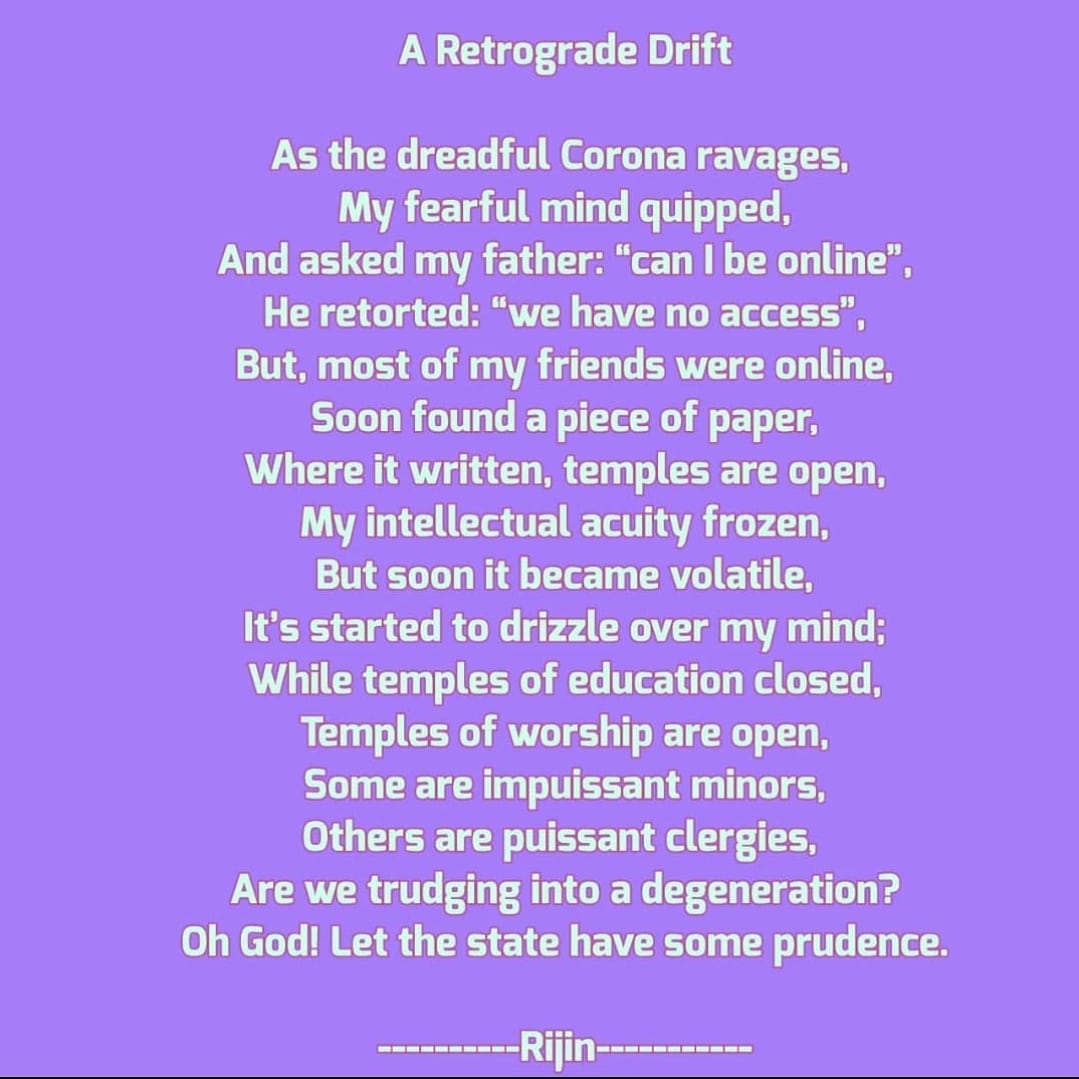 A Retrograde Drift
As the dreadful Corona ravages,
My fearful mind quipped,
And asked my father: “can I be online”,
He retorted: “we have no access”,
But, most of my friends were online,
Soon found a piece of paper,
Where it written, temples are open,
My intellectual acuity frozen,
But soon it became volatile,
It’s started to drizzle over my mind;
While temples of education closed,
Temples of worship are open,
Some are impuissant minors,
Others are puissant clergies,
Are we trudging into a degeneration?
Oh God! Let the state have some prudence.
-----------Rijin------------